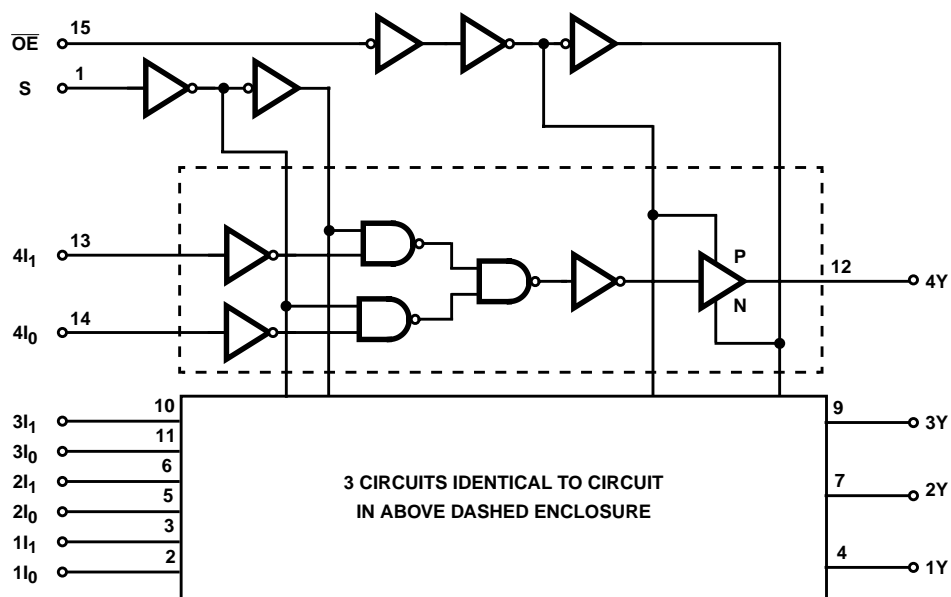 O̅E̅ 15
S 1
4I₁ 13
P
12 4Y
N
4I₀ 14
3I₁ 10
9 3Y
3I₀ 11
2I₁ 6
3 CIRCUITS IDENTICAL TO CIRCUIT
7 2Y
2I₀ 5
IN ABOVE DASHED ENCLOSURE
1I₁ 3
1I₀ 2
4 1Y